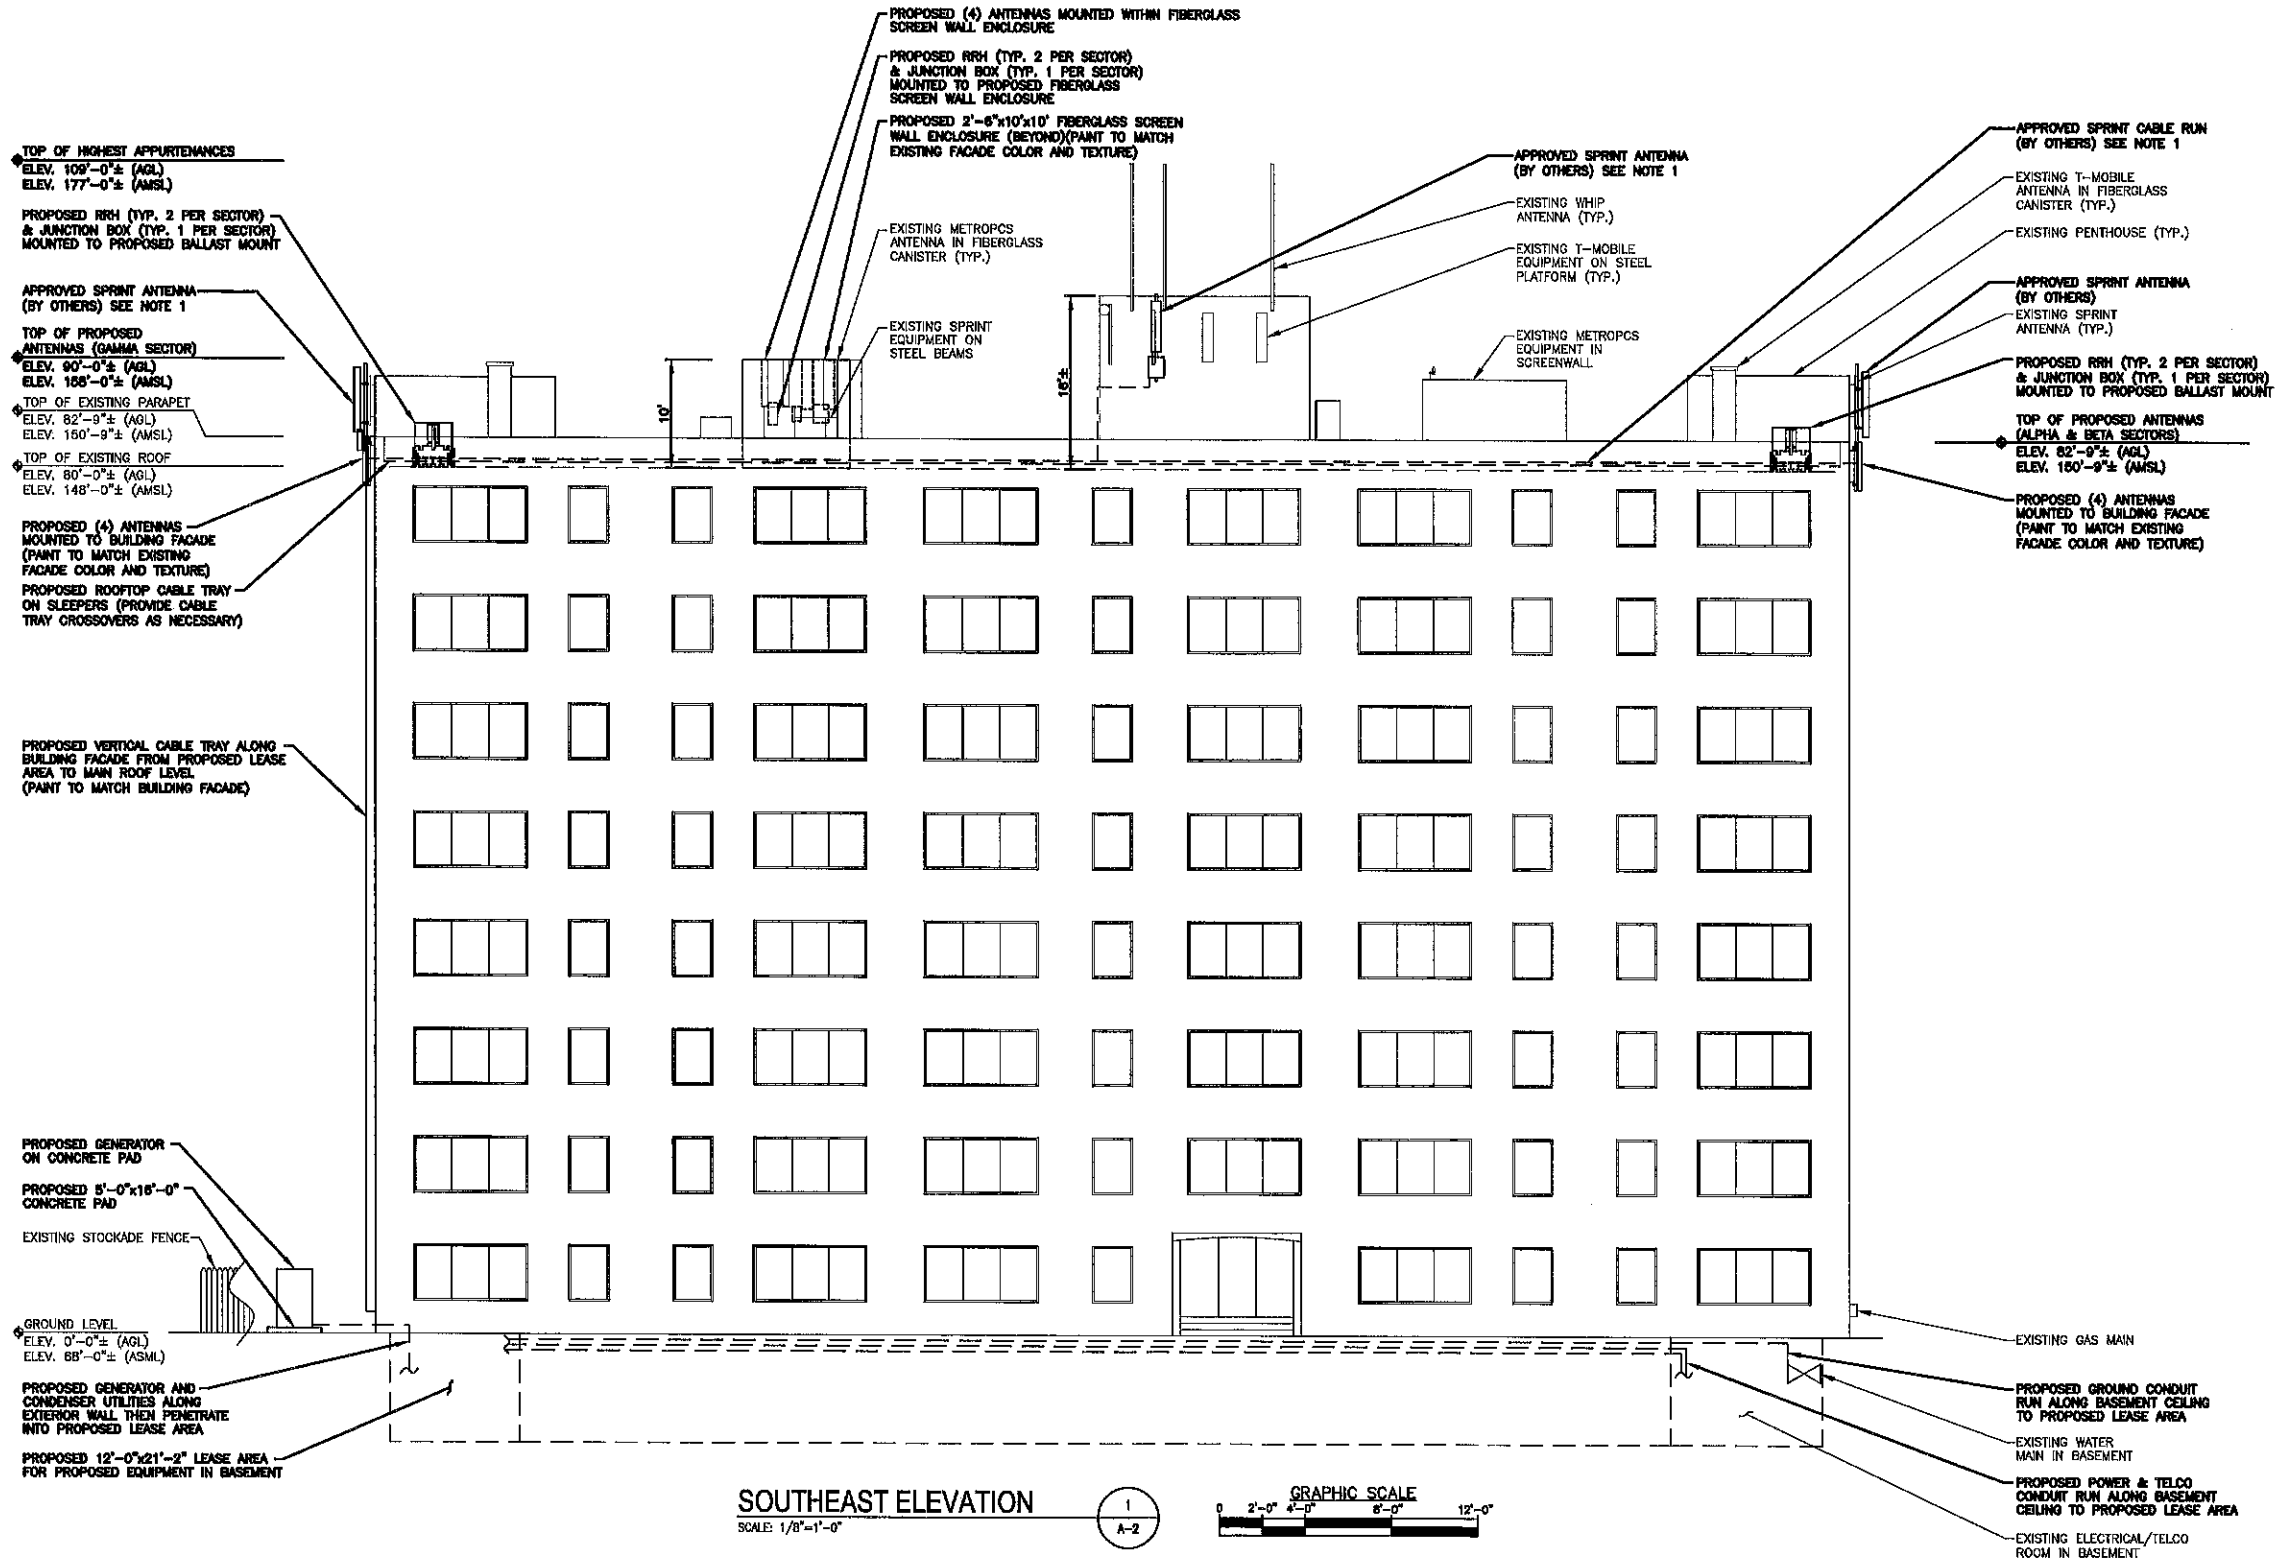 PROPOSED (4) ANTENNAS MOUNTED WITHIN FIBERGLASS
SCREEN WALL ENCLOSURE
PROPOSED RRH (TYP. 2 PER SECTOR)
& JUNCTION BOX (TYP. 1 PER SECTOR)
MOUNTED TO PROPOSED FIBERGLASS
SCREEN WALL ENCLOSURE
PROPOSED 2'-6"x10'x10' FIBERGLASS SCREEN
WALL ENCLOSURE (BEYOND)(PAINT TO MATCH
EXISTING FACADE COLOR AND TEXTURE)
TOP OF HIGHEST APPURTENANCES
ELEV. 109'-0"± (AGL)
ELEV. 177'-0"± (AMSL)
PROPOSED RRH (TYP. 2 PER SECTOR)
& JUNCTION BOX (TYP. 1 PER SECTOR)
MOUNTED TO PROPOSED BALLAST MOUNT
APPROVED SPRINT ANTENNA
(BY OTHERS) SEE NOTE 1
TOP OF PROPOSED
ANTENNAS (GAMMA SECTOR)
ELEV. 90'-0"± (AGL)
ELEV. 158'-0"± (AMSL)
TOP OF EXISTING PARAPET
ELEV. 82'-9"± (AGL)
ELEV. 150'-9"± (AMSL)
TOP OF EXISTING ROOF
ELEV. 80'-0"± (AGL)
ELEV. 148'-0"± (AMSL)
PROPOSED (4) ANTENNAS
MOUNTED TO BUILDING FACADE
(PAINT TO MATCH EXISTING
FACADE COLOR AND TEXTURE)
PROPOSED ROOFTOP CABLE TRAY
ON SLEEPERS (PROVIDE CABLE
TRAY CROSSOVERS AS NECESSARY)
EXISTING METROPCS
ANTENNA IN FIBERGLASS
CANISTER (TYP.)
EXISTING SPRINT
EQUIPMENT ON
STEEL BEAMS
10'
16'±
APPROVED SPRINT ANTENNA
(BY OTHERS) SEE NOTE 1
EXISTING WHIP
ANTENNA (TYP.)
EXISTING T-MOBILE
EQUIPMENT ON STEEL
PLATFORM (TYP.)
EXISTING METROPCS
EQUIPMENT IN
SCREENWALL
APPROVED SPRINT CABLE RUN
(BY OTHERS) SEE NOTE 1
EXISTING T-MOBILE
ANTENNA IN FIBERGLASS
CANISTER (TYP.)
EXISTING PENTHOUSE (TYP.)
APPROVED SPRINT ANTENNA
(BY OTHERS)
EXISTING SPRINT
ANTENNA (TYP.)
PROPOSED RRH (TYP. 2 PER SECTOR)
& JUNCTION BOX (TYP. 1 PER SECTOR)
MOUNTED TO PROPOSED BALLAST MOUNT
TOP OF PROPOSED ANTENNAS
(ALPHA & BETA SECTORS)
ELEV. 82'-9"± (AGL)
ELEV. 150'-9"± (AMSL)
PROPOSED (4) ANTENNAS
MOUNTED TO BUILDING FACADE
(PAINT TO MATCH EXISTING
FACADE COLOR AND TEXTURE)
PROPOSED VERTICAL CABLE TRAY ALONG
BUILDING FACADE FROM PROPOSED LEASE
AREA TO MAIN ROOF LEVEL
(PAINT TO MATCH BUILDING FACADE)
PROPOSED GENERATOR
ON CONCRETE PAD
PROPOSED 5'-0"x16'-0"
CONCRETE PAD
EXISTING STOCKADE FENCE
GROUND LEVEL
ELEV. 0'-0"± (AGL)
ELEV. 68'-0"± (ASML)
PROPOSED GENERATOR AND
CONDENSER UTILITIES ALONG
EXTERIOR WALL THEN PENETRATE
INTO PROPOSED LEASE AREA
PROPOSED 12'-0"x21'-2" LEASE AREA
FOR PROPOSED EQUIPMENT IN BASEMENT
EXISTING GAS MAIN
PROPOSED GROUND CONDUIT
RUN ALONG BASEMENT CEILING
TO PROPOSED LEASE AREA
EXISTING WATER
MAIN IN BASEMENT
PROPOSED POWER & TELCO
CONDUIT RUN ALONG BASEMENT
CEILING TO PROPOSED LEASE AREA
EXISTING ELECTRICAL/TELCO
ROOM IN BASEMENT
SOUTHEAST ELEVATION
SCALE: 1/8"=1'-0"
1
A-2
GRAPHIC SCALE
0 2'-0" 4'-0" 8'-0" 12'-0"